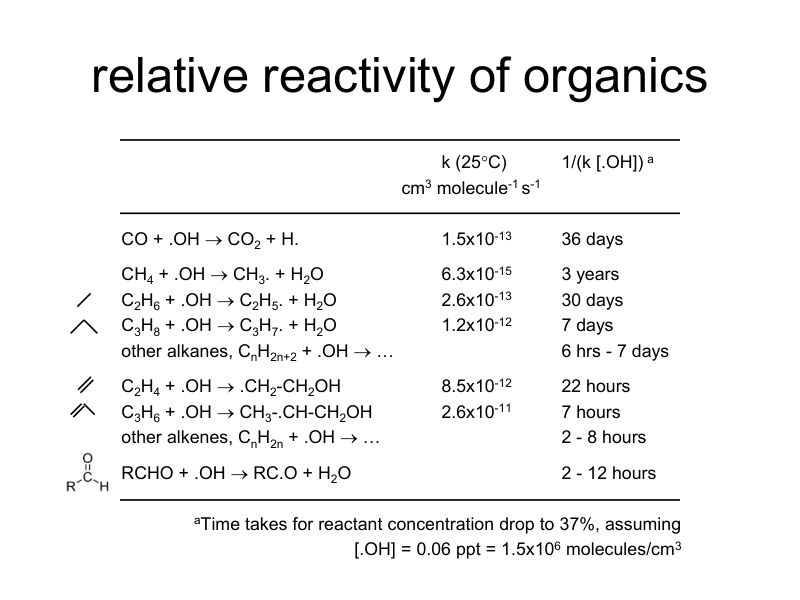 relative reactivity of organics
k (25°C) 1/(k [.OH]) ᵃ
cm³ molecule⁻¹ s⁻¹
CO + .OH → CO₂ + H. 1.5x10⁻¹³ 36 days
CH₄ + .OH → CH₃. + H₂O 6.3x10⁻¹⁵ 3 years
C₂H₆ + .OH → C₂H₅. + H₂O 2.6x10⁻¹³ 30 days
C₃H₈ + .OH → C₃H₇. + H₂O 1.2x10⁻¹² 7 days
other alkanes, CₙH₂ₙ₊₂ + .OH → … 6 hrs - 7 days
C₂H₄ + .OH → .CH₂-CH₂OH 8.5x10⁻¹² 22 hours
C₃H₆ + .OH → CH₃-.CH-CH₂OH 2.6x10⁻¹¹ 7 hours
other alkenes, CₙH₂ₙ + .OH → … 2 - 8 hours
O
R C H
RCHO + .OH → RC.O + H₂O 2 - 12 hours
ᵃTime takes for reactant concentration drop to 37%, assuming
[.OH] = 0.06 ppt = 1.5x10⁶ molecules/cm³